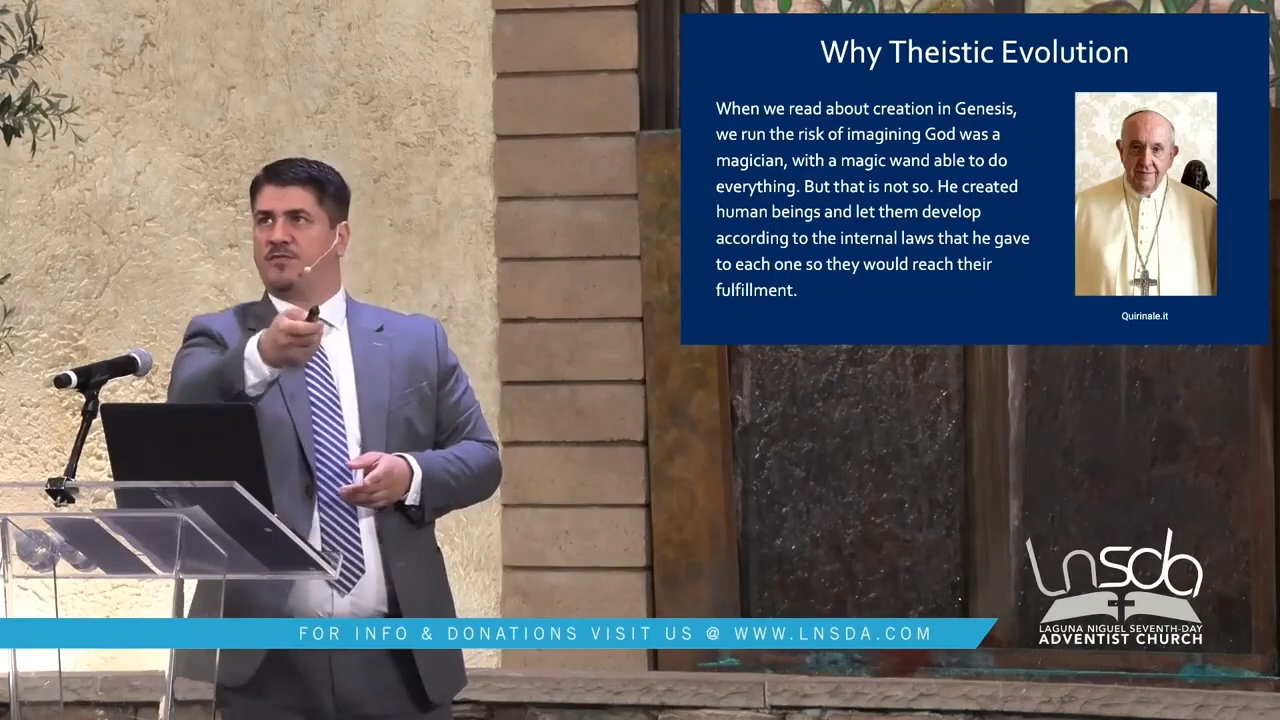 Why Theistic Evolution
When we read about creation in Genesis,
we run the risk of imagining God was a
magician, with a magic wand able to do
everything. But that is not so. He created
human beings and let them develop
according to the internal laws that he gave
to each one so they would reach their
fulfillment.
Quirinale.it
lnsda
LAGUNA NIGUEL SEVENTH-DAY
ADVENTIST CHURCH
FOR INFO & DONATIONS VISIT US @ WWW.LNSDA.COM